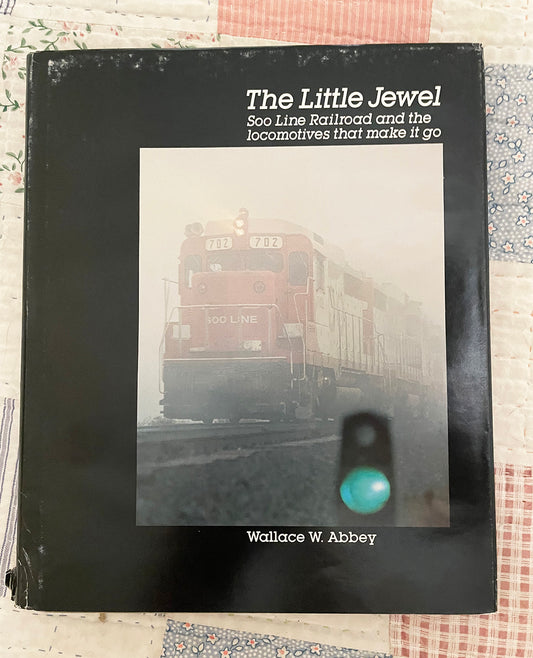 The Little Jewel
Soo Line Railroad and the
locomotives that make it go
702 702
SOO LINE
Wallace W. Abbey